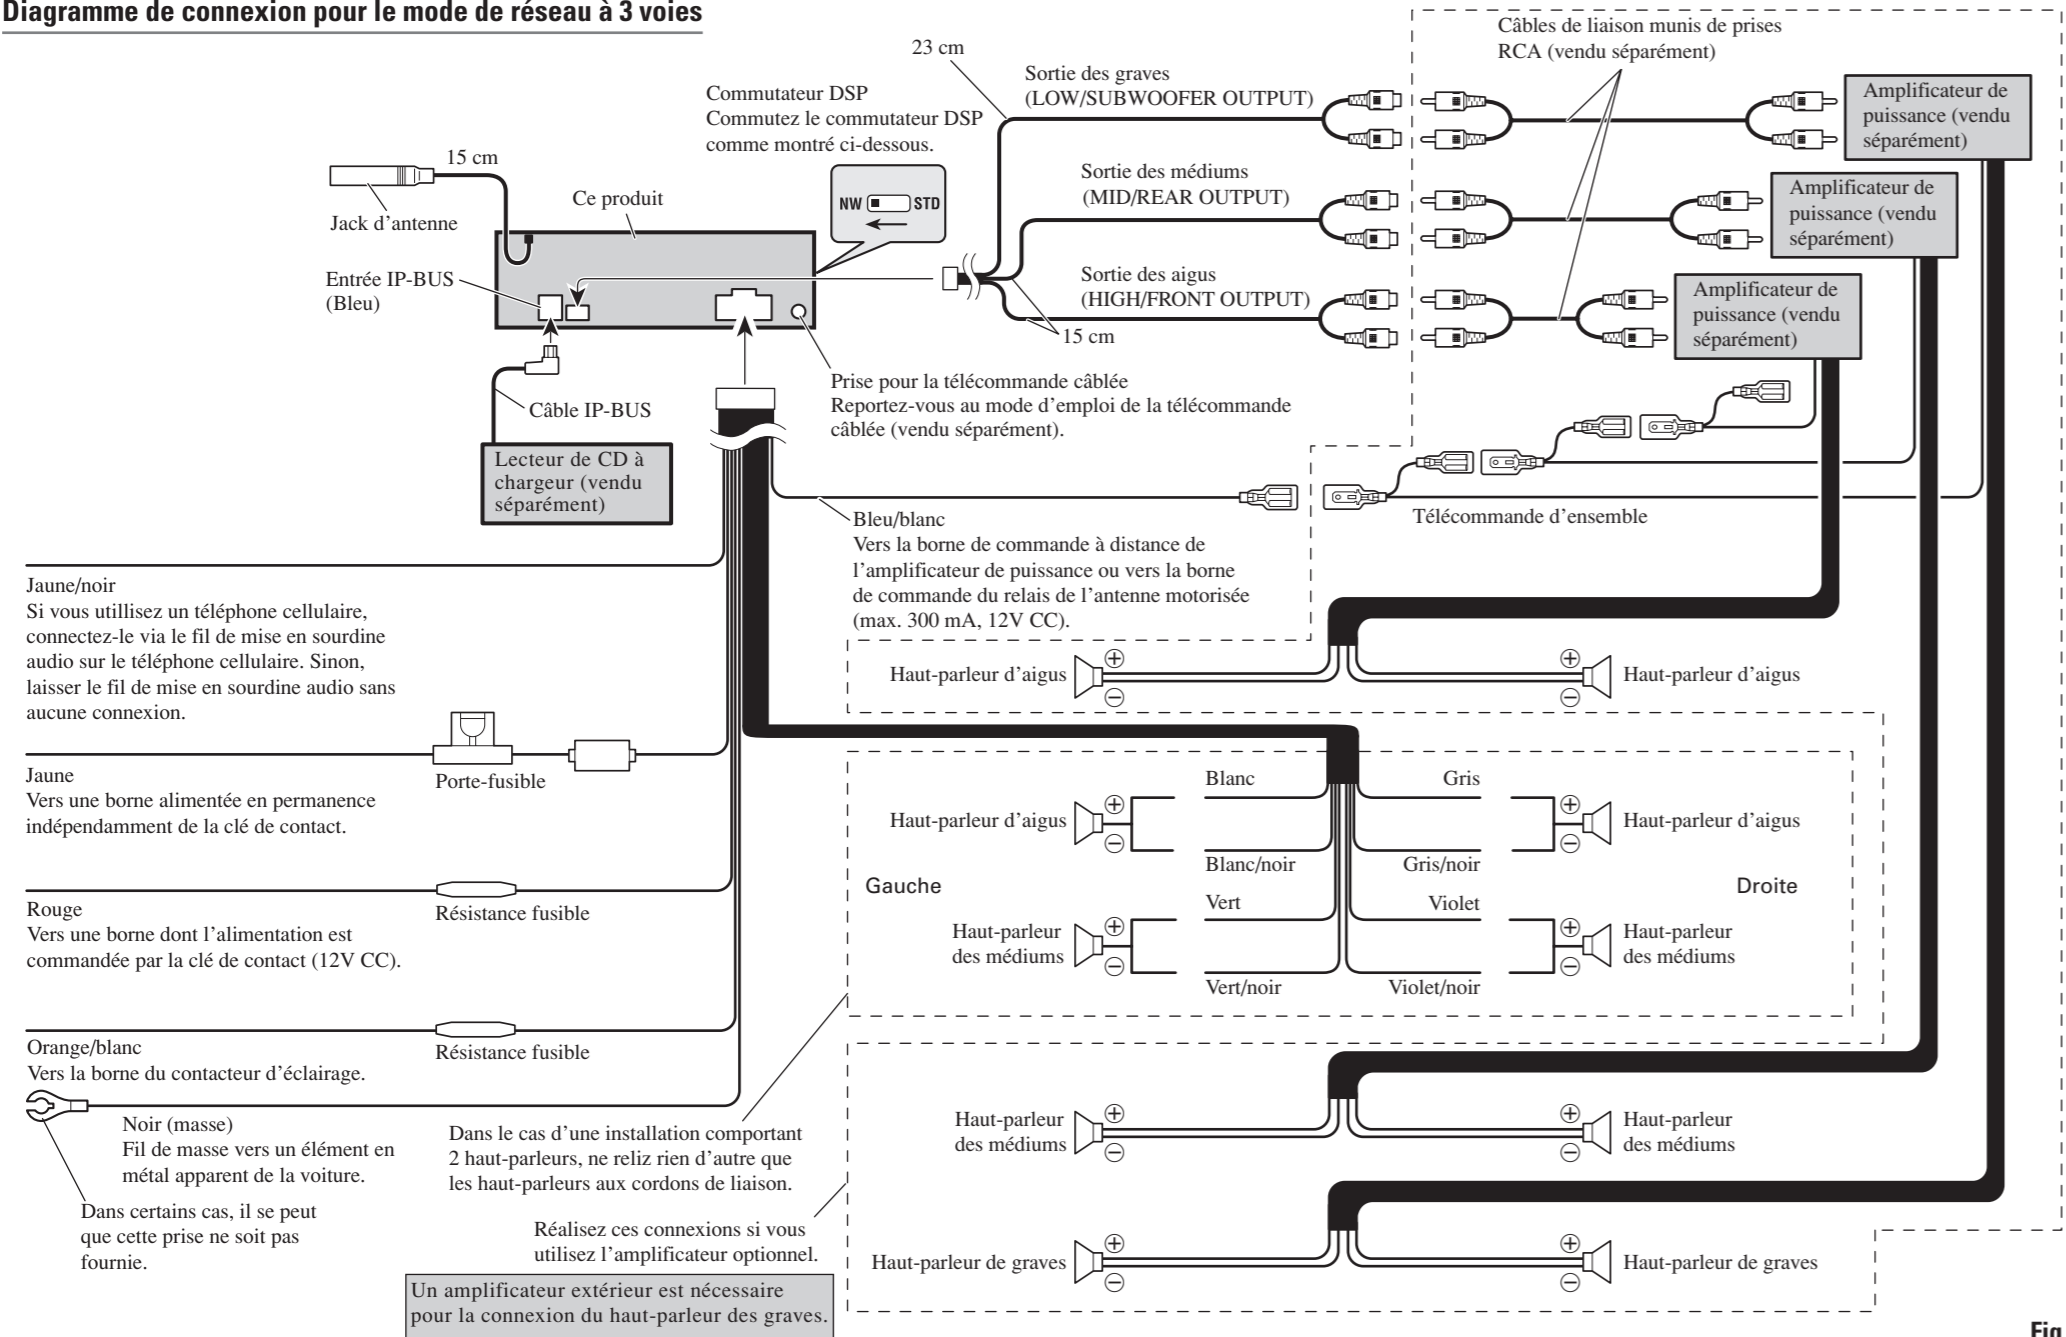 Diagramme de connexion pour le mode de réseau à 3 voies
Câbles de liaison munis de prises
RCA (vendu séparément)
23 cm
Sortie des graves
(LOW/SUBWOOFER OUTPUT)
Amplificateur de
puissance (vendu
séparément)
Commutateur DSP
Commutez le commutateur DSP
comme montré ci-dessous.
15 cm
Jack d'antenne
Ce produit
NW
STD
Sortie des médiums
(MID/REAR OUTPUT)
Amplificateur de
puissance (vendu
séparément)
Entrée IP-BUS
(Bleu)
Sortie des aigus
(HIGH/FRONT OUTPUT)
15 cm
Amplificateur de
puissance (vendu
séparément)
Prise pour la télécommande câblée
Reportez-vous au mode d'emploi de la télécommande
câblée (vendu séparément).
Câble IP-BUS
Lecteur de CD à
chargeur (vendu
séparément)
Bleu/blanc
Vers la borne de commande à distance de
l'amplificateur de puissance ou vers la borne
de commande du relais de l'antenne motorisée
(max. 300 mA, 12V CC).
Télécommande d'ensemble
Jaune/noir
Si vous utilisez un téléphone cellulaire,
connectez-le via le fil de mise en sourdine
audio sur le téléphone cellulaire. Sinon,
laisser le fil de mise en sourdine audio sans
aucune connexion.
Haut-parleur d'aigus
⊕
⊖
⊕
⊖
Haut-parleur d'aigus
Jaune
Vers une borne alimentée en permanence
indépendamment de la clé de contact.
Porte-fusible
Haut-parleur d'aigus
⊕
⊖
Blanc
Blanc/noir
Gris
Gris/noir
⊕
⊖
Haut-parleur d'aigus
Gauche
Droite
Rouge
Vers une borne dont l'alimentation est
commandée par la clé de contact (12V CC).
Résistance fusible
Haut-parleur
des médiums
⊕
⊖
Vert
Vert/noir
Violet
Violet/noir
⊕
⊖
Haut-parleur
des médiums
Orange/blanc
Vers la borne du contacteur d'éclairage.
Résistance fusible
Noir (masse)
Fil de masse vers un élément en
métal apparent de la voiture.
Dans certains cas, il se peut
que cette prise ne soit pas
fournie.
Dans le cas d'une installation comportant
2 haut-parleurs, ne reliz rien d'autre que
les haut-parleurs aux cordons de liaison.
Haut-parleur
des médiums
⊕
⊖
⊕
⊖
Haut-parleur
des médiums
Réalisez ces connexions si vous
utilisez l'amplificateur optionnel.
Haut-parleur de graves
⊕
⊖
⊕
⊖
Haut-parleur de graves
Un amplificateur extérieur est nécessaire
pour la connexion du haut-parleur des graves.
Fig